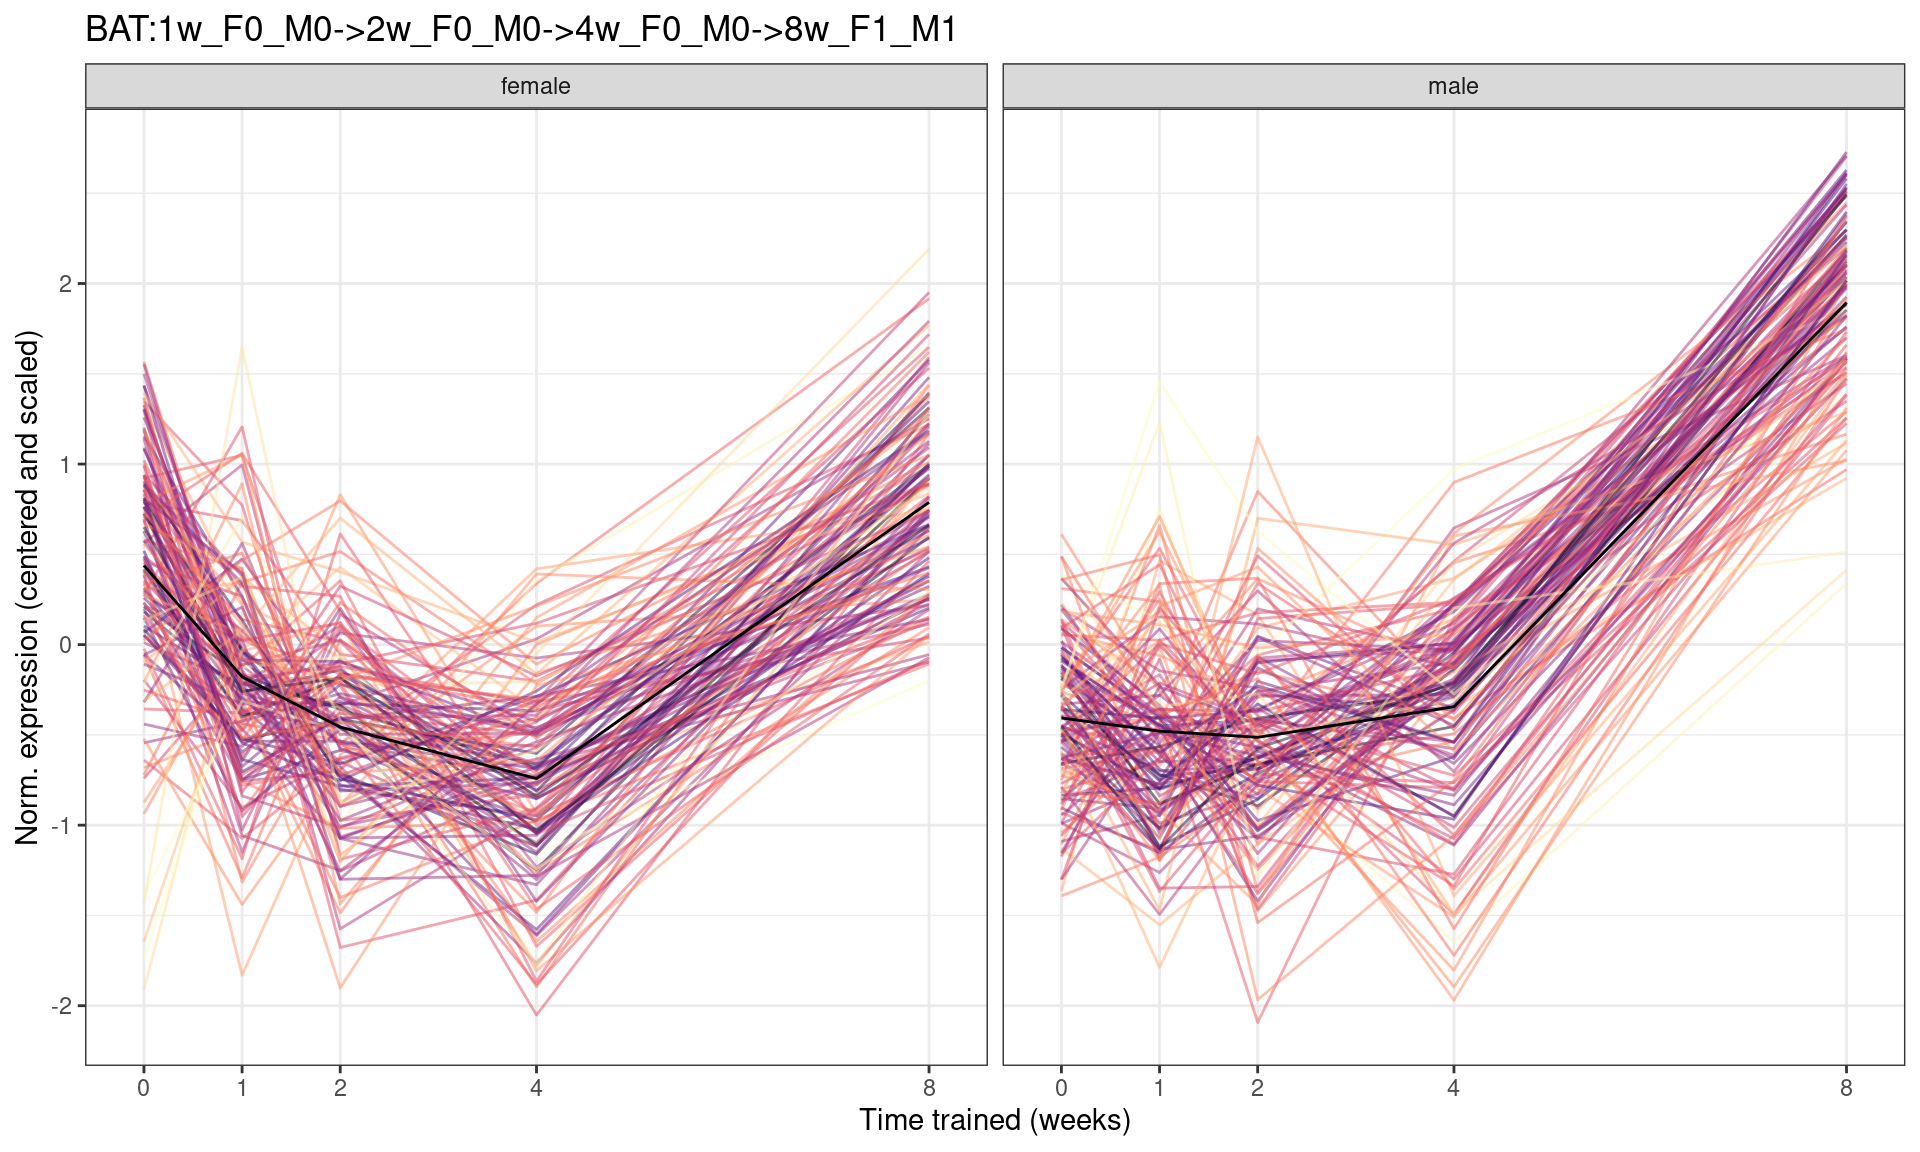 BAT:1w_F0_M0->2w_F0_M0->4w_F0_M0->8w_F1_M1
female
male
Norm. expression (centered and scaled)
2
1
0
-1
-2
0 1 2 4 8
0 1 2 4 8
Time trained (weeks)